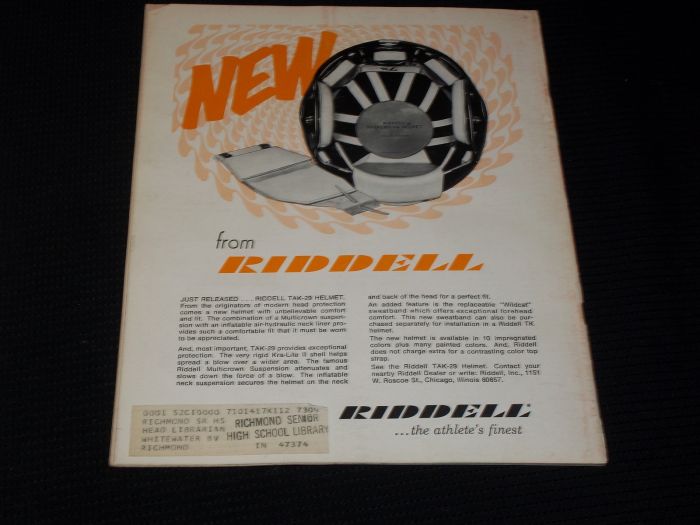 NEW
from
RIDDELL
JUST RELEASED .... RIDDELL TAK-29 HELMET.
From the originators of modern head protection
comes a new helmet with unbelievable comfort
and fit. The combination of a Multicrown suspen-
sion with an inflatable air-hydraulic neck liner pro-
vides such a comfortable fit that it must be worn
to be appreciated.
And, most important, TAK-29 provides exceptional
protection. The very rigid Kra-Lite II shell helps
spread a blow over a wider area. The famous
Riddell Multicrown Suspension attenuates and
slows down the force of a blow. The inflatable
neck suspension secures the helmet on the neck
and back of the head for a perfect fit.
An added feature is the replaceable "Wildcat"
sweatband which offers exceptional forehead
comfort. This new sweatband can also be pur-
chased separately for installation in a Riddell TK
helmet.
The new helmet is available in 10 impregnated
colors plus many painted colors. And, Riddell
does not charge extra for a contrasting color top
strap.
See the Riddell TAK-29 Helmet. Contact your
nearby Riddell Dealer or write: Riddell, Inc., 1151
W. Roscoe St., Chicago, Illinois 60657.
RICHMOND SR HS
HEAD LIBRARIAN
WHITEWATER BV
RICHMOND IN 47374
RICHMOND SENIOR
HIGH SCHOOL LIBRARY
RIDDELL
...the athlete's finest